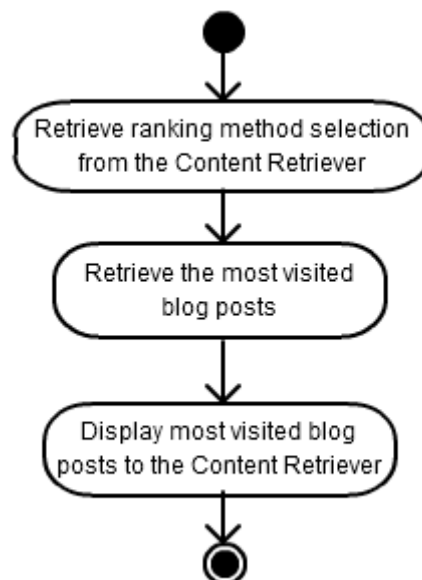 Retrieve ranking method selection
from the Content Retriever
Retrieve the most visited
blog posts
Display most visited blog
posts to the Content Retriever